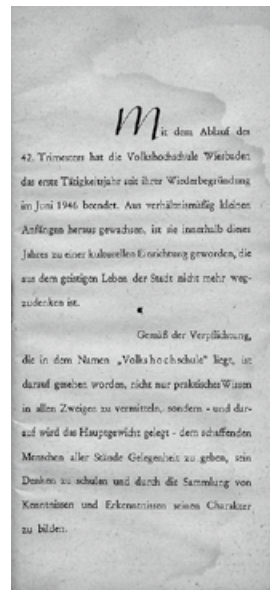 Mit dem Ablauf des
42. Trimesters hat die Volkshochschule Wiesbaden
das erste Tätigkeitsjahr seit ihrer Wiederbegründung
im Juni 1946 beendet. Aus verhältnismäßig kleinen
Anfängen heraus gewachsen, ist sie innerhalb dieses
Jahres zu einer kulturellen Einrichtung geworden, die
aus dem geistigen Leben der Stadt nicht mehr weg-
zudenken ist.
Gemäß der Verpflichtung,
die in dem Namen „Volkshochschule" liegt, ist
darauf gesehen worden, nicht nur praktisches Wissen
in allen Zweigen zu vermitteln, sondern - und dar-
auf wird das Hauptgewicht gelegt - dem schaffenden
Menschen aller Stände Gelegenheit zu geben, sein
Denken zu schulen und durch die Sammlung von
Kenntnissen und Erkenntnissen seinen Charakter
zu bilden.